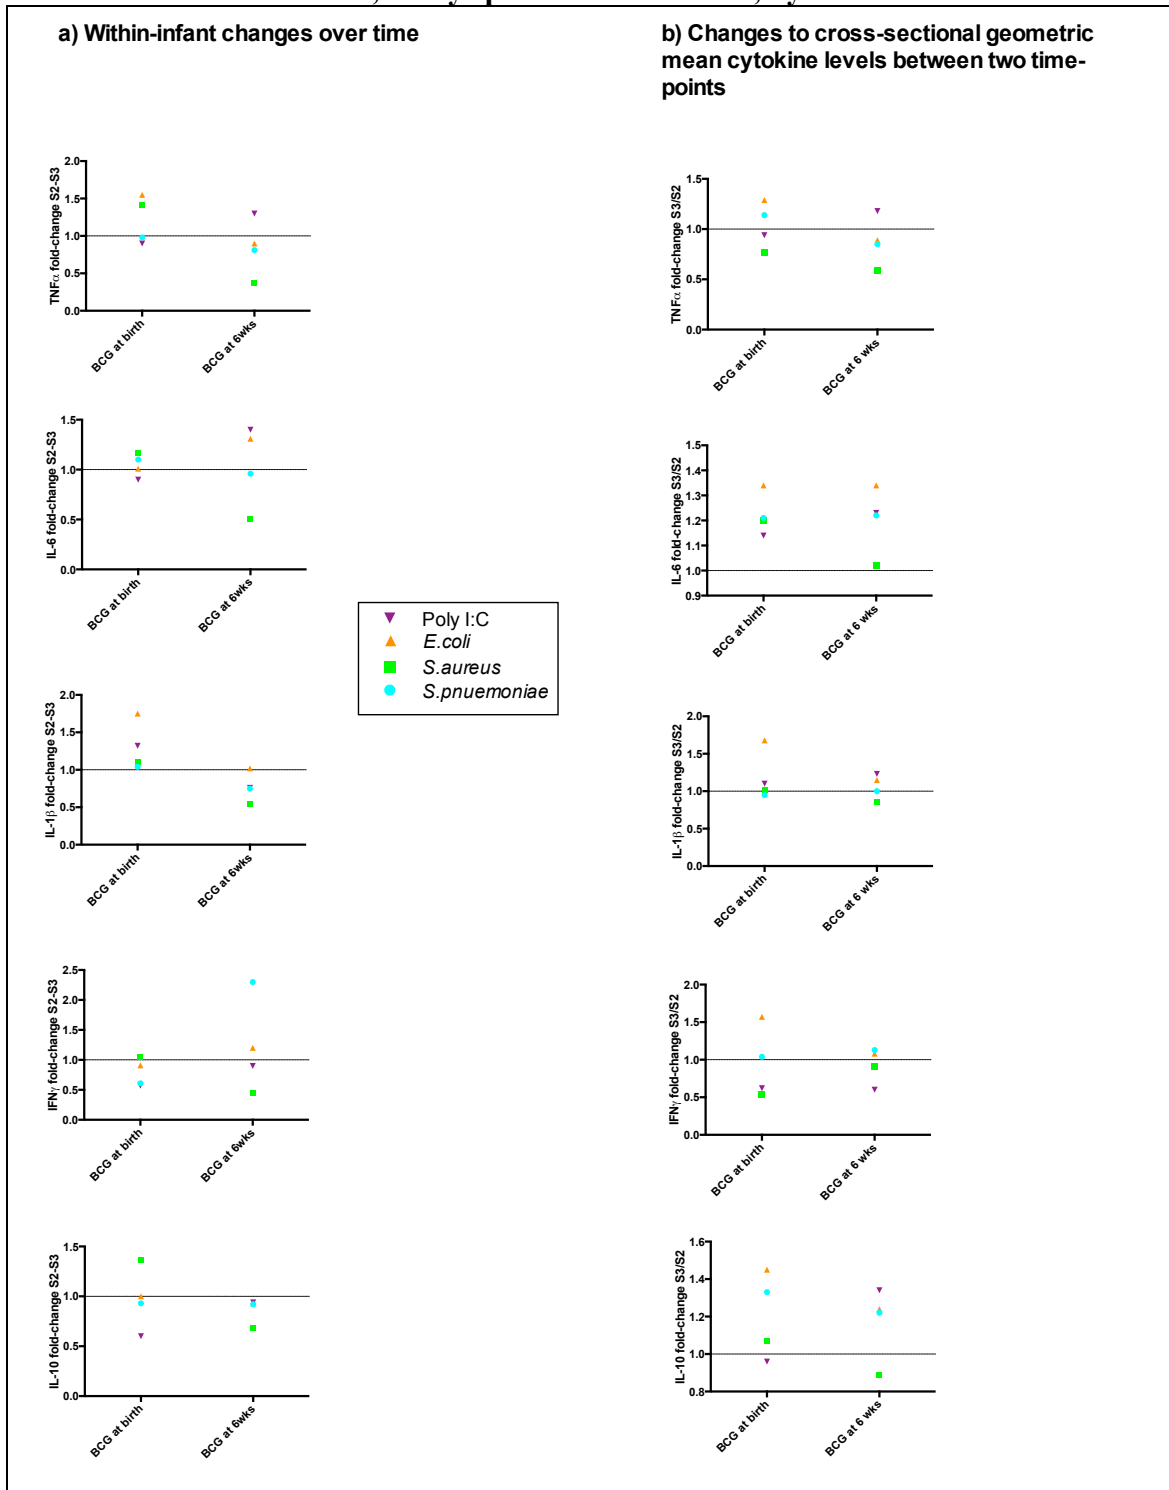 a) Within-infant changes over time
b) Changes to cross-sectional geometric
mean cytokine levels between two time-
points
TNFα fold-change S2-S3
2.0
1.5
1.0
0.5
0.0
BCG at birth
BCG at 6wks
TNFα fold-change S3/S2
1.5
1.0
0.5
0.0
BCG at birth
BCG at 6 wks
IL-6 fold-change S2-S3
1.5
1.0
0.5
0.0
BCG at birth
BCG at 6wks
IL-6 fold-change S3/S2
1.5
1.4
1.3
1.2
1.1
1.0
0.9
BCG at birth
BCG at 6 wks
Poly I:C
E.coli
S.aureus
S.pnuemoniae
IL-1β fold-change S2-S3
2.0
1.5
1.0
0.5
0.0
BCG at birth
BCG at 6wks
IL-1β fold-change S3/S2
2.0
1.5
1.0
0.5
0.0
BCG at birth
BCG at 6 wks
IFNγ fold-change S2-S3
2.5
2.0
1.5
1.0
0.5
0.0
BCG at birth
BCG at 6wks
IFNγ fold-change S3/S2
2.0
1.5
1.0
0.5
0.0
BCG at birth
BCG at 6 wks
IL-10 fold-change S2-S3
1.5
1.0
0.5
0.0
BCG at birth
BCG at 6wks
IL-10 fold-change S3/S2
1.6
1.4
1.2
1.0
0.8
BCG at birth
BCG at 6 wks